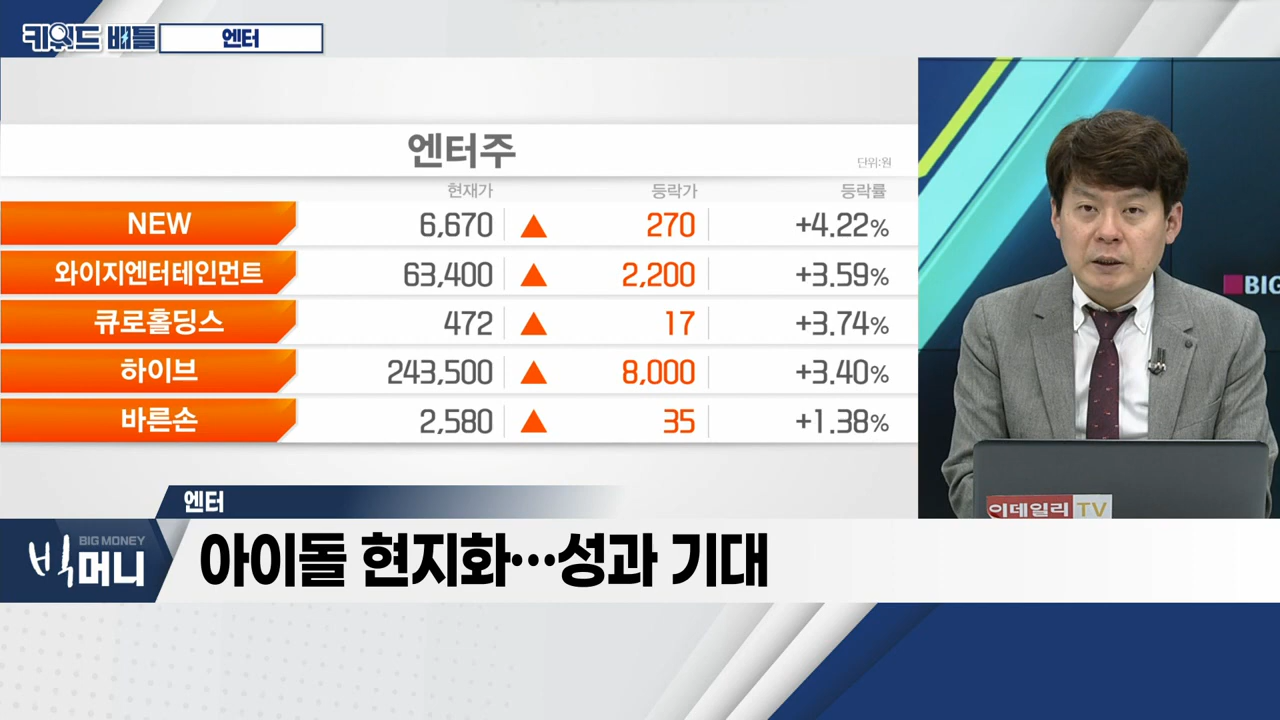 키워드 배틀 엔터
엔터주
단위:원
현재가 등락가 등락률
NEW 6,670 ▲ 270 +4.22%
와이지엔터테인먼트 63,400 ▲ 2,200 +3.59%
큐로홀딩스 472 ▲ 17 +3.74%
하이브 243,500 ▲ 8,000 +3.40%
바른손 2,580 ▲ 35 +1.38%
BIG
이데일리 TV
엔터
BIG MONEY
빅머니
아이돌 현지화…성과 기대